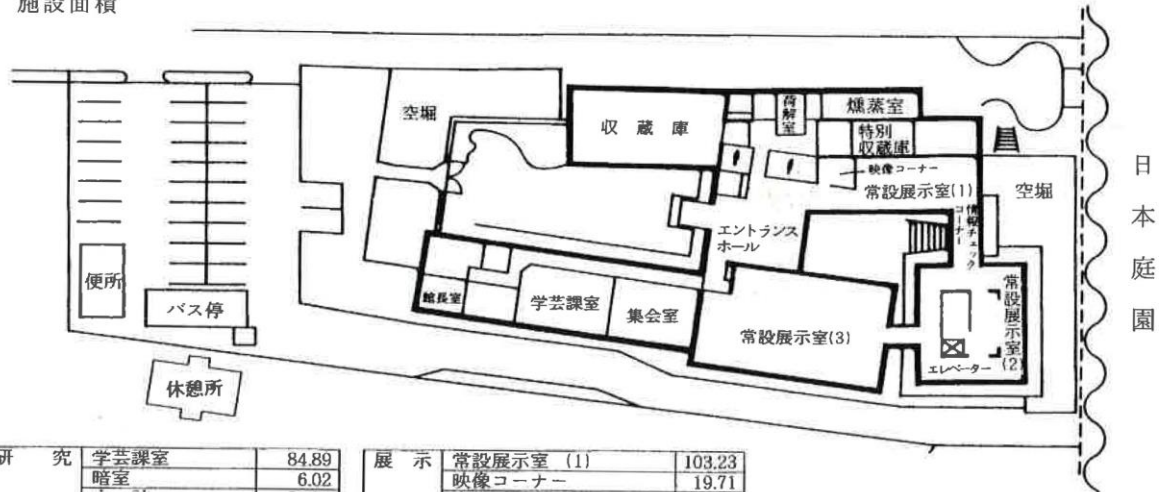 施設面積
空堀
収蔵庫
荷解室
燻蒸室
特別
収蔵庫
映像コーナー
常設展示室(1)
空堀
日本庭園
情報チェック
コーナー
エントランス
ホール
便所
バス停
館長室
学芸課室
集会室
常設展示室(3)
常設展示室(2)
エレベーター
休憩所
研究 学芸課室 84.89 展示 常設展示室 (1) 103.23
暗室 6.02 映像コーナー 19.71